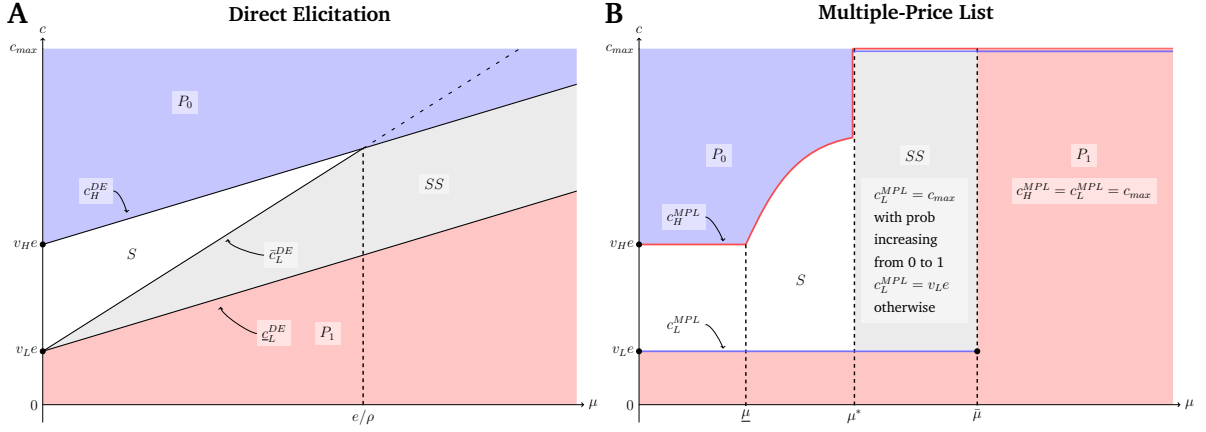 A
Direct Elicitation
c
c_max
P_0
c_H^DE
SS
v_H e
S
c̄_L^DE
c̲_L^DE
P_1
v_L e
0
e/ρ
μ
B
Multiple-Price List
c
c_max
P_0
SS
P_1
c_L^MPL = c_max
with prob
increasing
from 0 to 1
c_L^MPL = v_L e
otherwise
c_H^MPL = c_L^MPL = c_max
c_H^MPL
v_H e
S
c_L^MPL
v_L e
0
μ̲
μ*
μ̄
μ